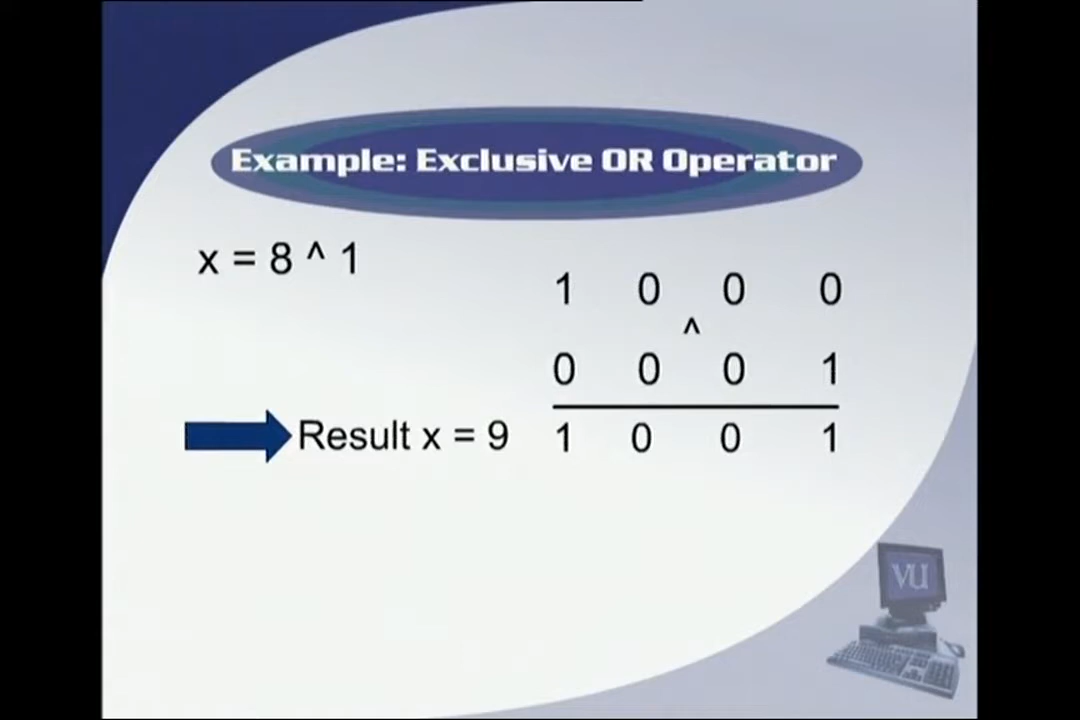 Example: Exclusive OR Operator
x = 8 ^ 1
1 0 0 0
^
0 0 0 1
Result x = 9 1 0 0 1
VU